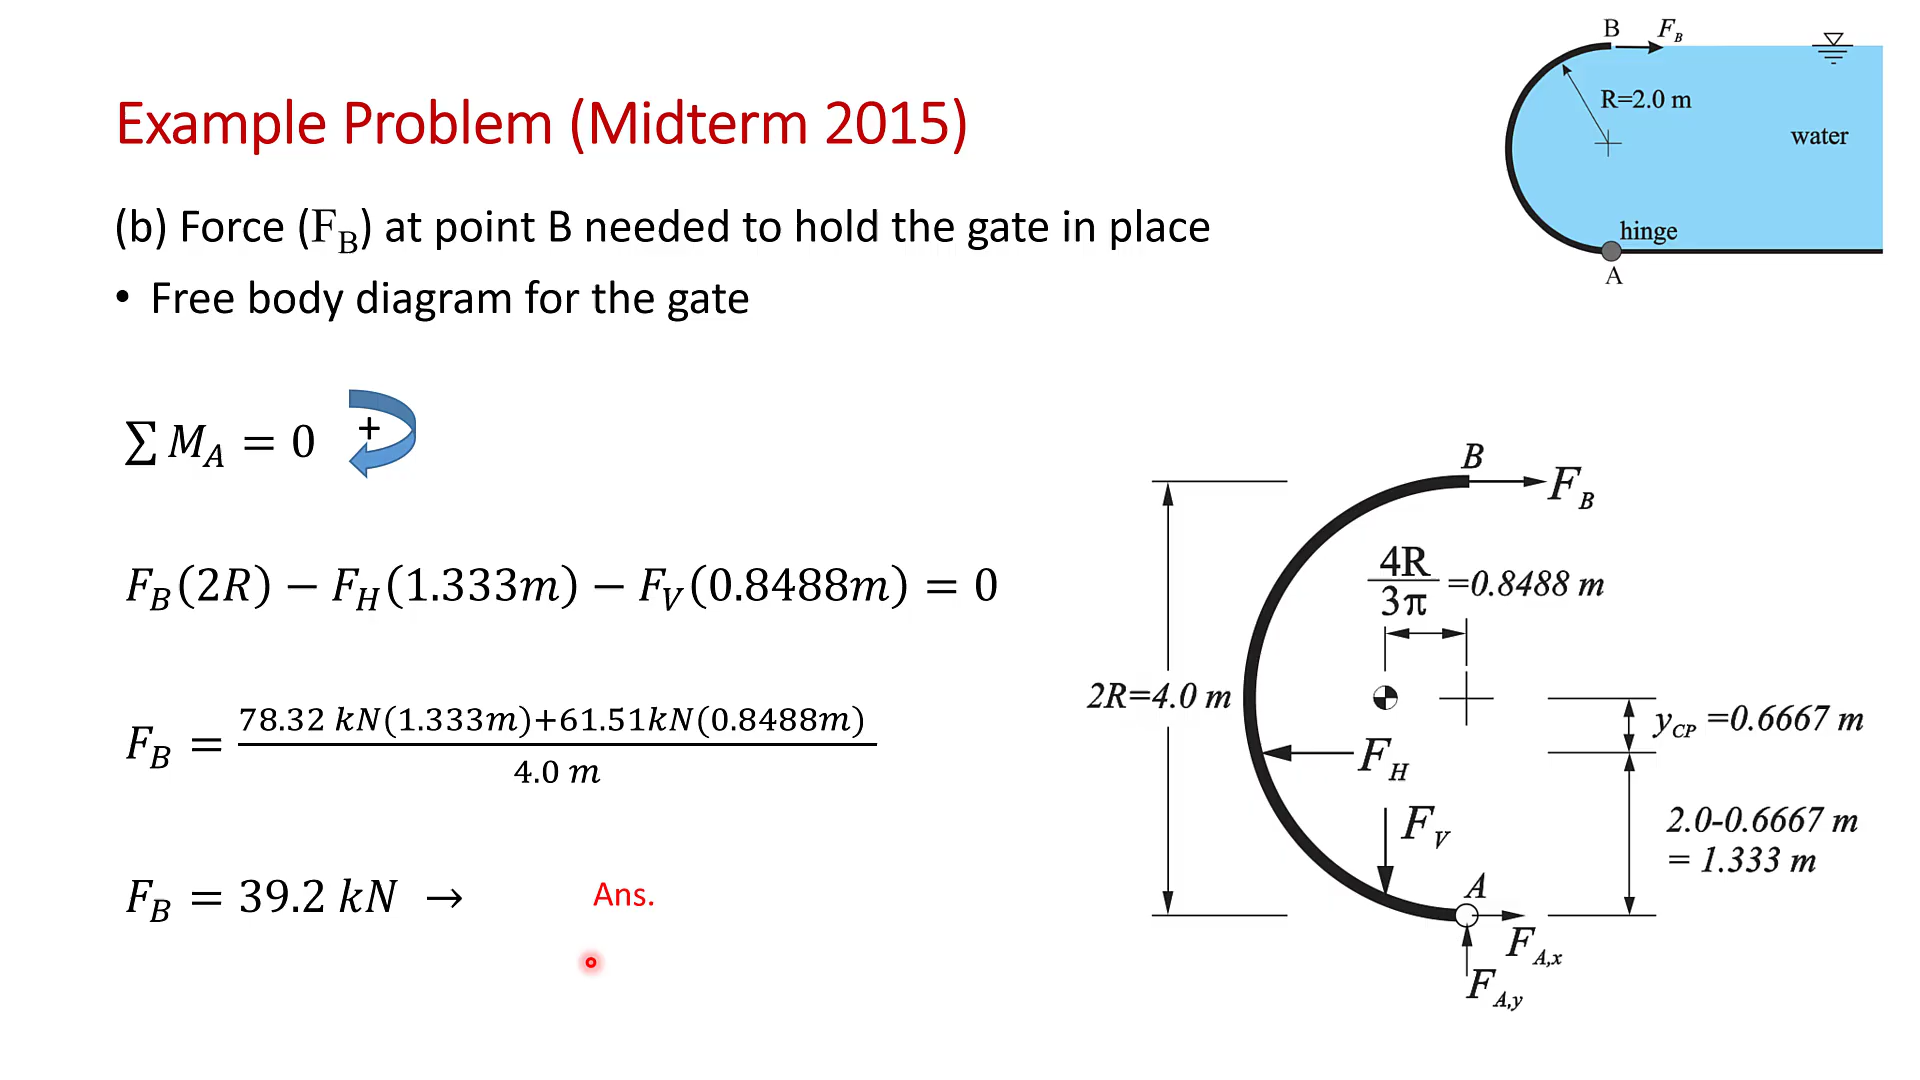 Example Problem (Midterm 2015)
(b) Force (F_B) at point B needed to hold the gate in place
• Free body diagram for the gate
∑ M_A = 0 +
F_B(2R) − F_H(1.333m) − F_V(0.8488m) = 0
F_B = (78.32 kN(1.333m)+61.51kN(0.8488m)) / 4.0 m
F_B = 39.2 kN → Ans.
B F_B
R=2.0 m
water
hinge
A
B
F_B
4R/3π =0.8488 m
2R=4.0 m
y_CP =0.6667 m
F_H
F_V
2.0-0.6667 m
= 1.333 m
A
F_A,x
F_A,y